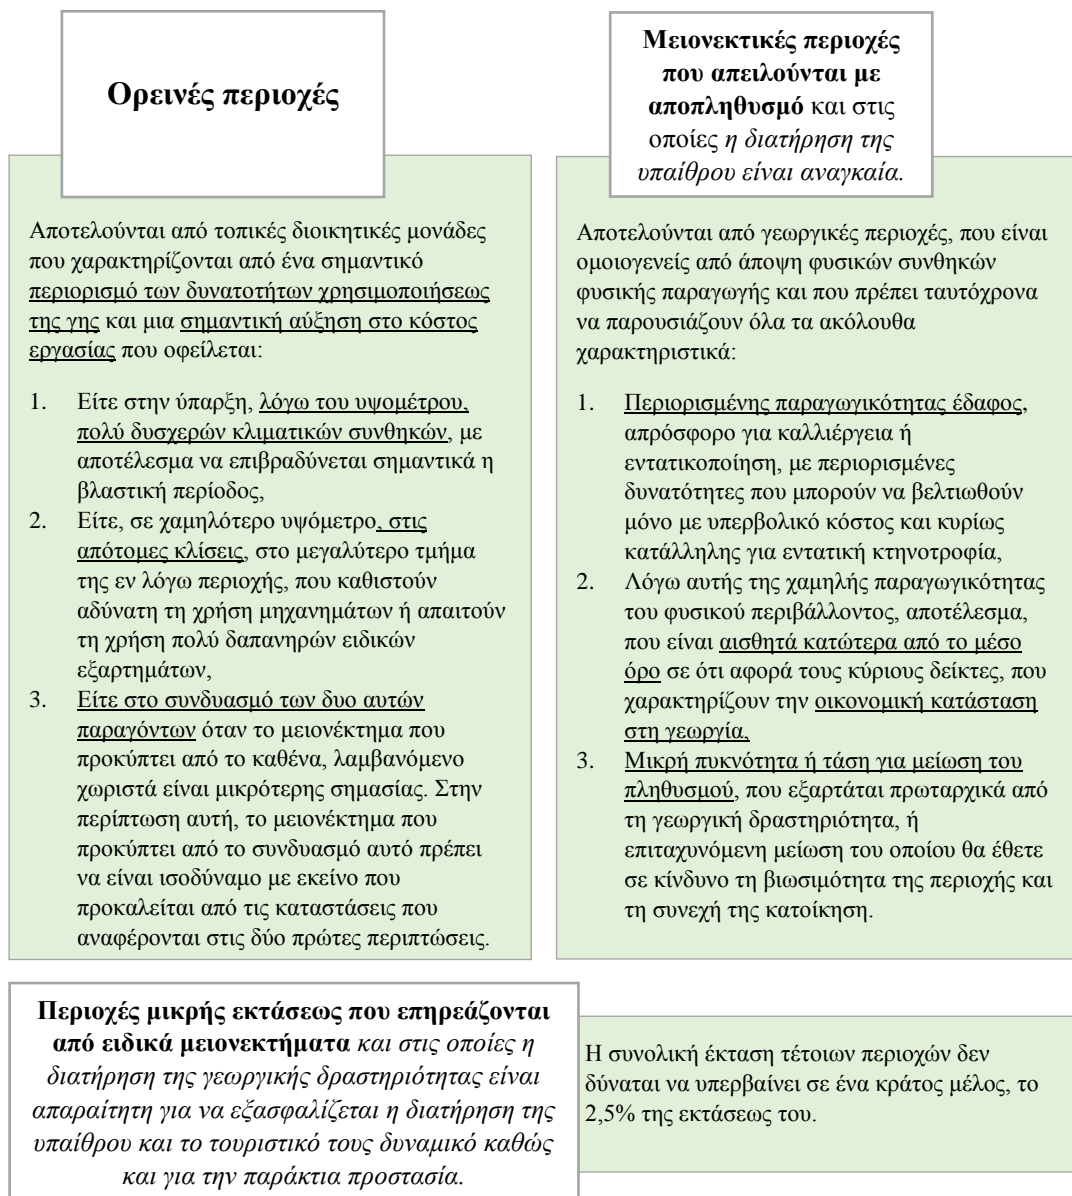 Ορεινές περιοχές
Αποτελούνται από τοπικές διοικητικές μονάδες
που χαρακτηρίζονται από ένα σημαντικό
περιορισμό των δυνατοτήτων χρησιμοποιήσεως
της γης και μια σημαντική αύξηση στο κόστος
εργασίας που οφείλεται:
1. Είτε στην ύπαρξη, λόγω του υψομέτρου,
πολύ δυσχερών κλιματικών συνθηκών, με
αποτέλεσμα να επιβραδύνεται σημαντικά η
βλαστική περίοδος,
2. Είτε, σε χαμηλότερο υψόμετρο, στις
απότομες κλίσεις, στο μεγαλύτερο τμήμα
της εν λόγω περιοχής, που καθιστούν
αδύνατη τη χρήση μηχανημάτων ή απαιτούν
τη χρήση πολύ δαπανηρών ειδικών
εξαρτημάτων,
3. Είτε στο συνδυασμό των δυο αυτών
παραγόντων όταν το μειονέκτημα που
προκύπτει από το καθένα, λαμβανόμενο
χωριστά είναι μικρότερης σημασίας. Στην
περίπτωση αυτή, το μειονέκτημα που
προκύπτει από το συνδυασμό αυτό πρέπει
να είναι ισοδύναμο με εκείνο που
προκαλείται από τις καταστάσεις που
αναφέρονται στις δύο πρώτες περιπτώσεις.
Μειονεκτικές περιοχές
που απειλούνται με
αποπληθυσμό και στις
οποίες η διατήρηση της
υπαίθρου είναι αναγκαία.
Αποτελούνται από γεωργικές περιοχές, που είναι
ομοιογενείς από άποψη φυσικών συνθηκών
φυσικής παραγωγής και που πρέπει ταυτόχρονα
να παρουσιάζουν όλα τα ακόλουθα
χαρακτηριστικά:
1. Περιορισμένης παραγωγικότητας έδαφος,
απρόσφορο για καλλιέργεια ή
εντατικοποίηση, με περιορισμένες
δυνατότητες που μπορούν να βελτιωθούν
μόνο με υπερβολικό κόστος και κυρίως
κατάλληλης για εντατική κτηνοτροφία,
2. Λόγω αυτής της χαμηλής παραγωγικότητας
του φυσικού περιβάλλοντος, αποτέλεσμα,
που είναι αισθητά κατώτερα από το μέσο
όρο σε ότι αφορά τους κύριους δείκτες, που
χαρακτηρίζουν την οικονομική κατάσταση
στη γεωργία,
3. Μικρή πυκνότητα ή τάση για μείωση του
πληθυσμού, που εξαρτάται πρωταρχικά από
τη γεωργική δραστηριότητα, ή
επιταχυνόμενη μείωση του οποίου θα έθετε
σε κίνδυνο τη βιωσιμότητα της περιοχής και
τη συνεχή της κατοίκηση.
Περιοχές μικρής εκτάσεως που επηρεάζονται
από ειδικά μειονεκτήματα και στις οποίες η
διατήρηση της γεωργικής δραστηριότητας είναι
απαραίτητη για να εξασφαλίζεται η διατήρηση της
υπαίθρου και το τουριστικό τους δυναμικό καθώς
και για την παράκτια προστασία.
Η συνολική έκταση τέτοιων περιοχών δεν
δύναται να υπερβαίνει σε ένα κράτος μέλος, το
2,5% της εκτάσεως του.